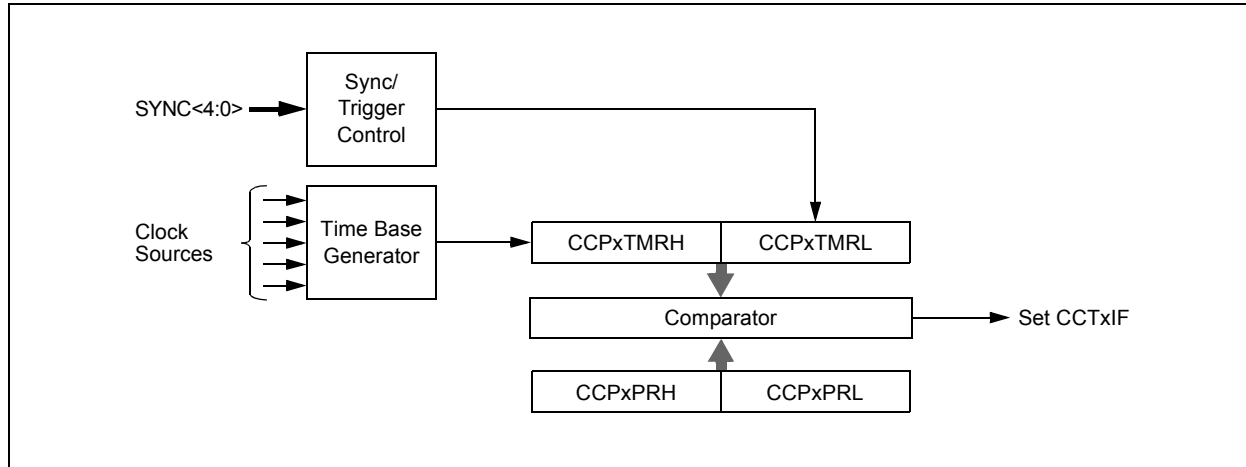 Sync/
Trigger
Control
SYNC<4:0>
Clock
Sources
Time Base
Generator
CCPxTMRH
CCPxTMRL
Comparator
Set CCTxIF
CCPxPRH
CCPxPRL